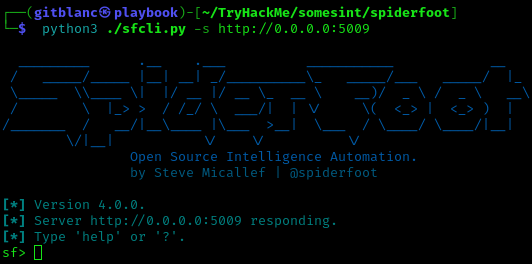 ┌──(gitblanc㉿playbook)-[~/TryHackMe/somesint/spiderfoot]
└─$ python3 ./sfcli.py -s http://0.0.0.0:5009
Spiderfoot
Open Source Intelligence Automation.
by Steve Micallef | @spiderfoot
[*] Version 4.0.0.
[*] Server http://0.0.0.0:5009 responding.
[*] Type 'help' or '?'.
sf>